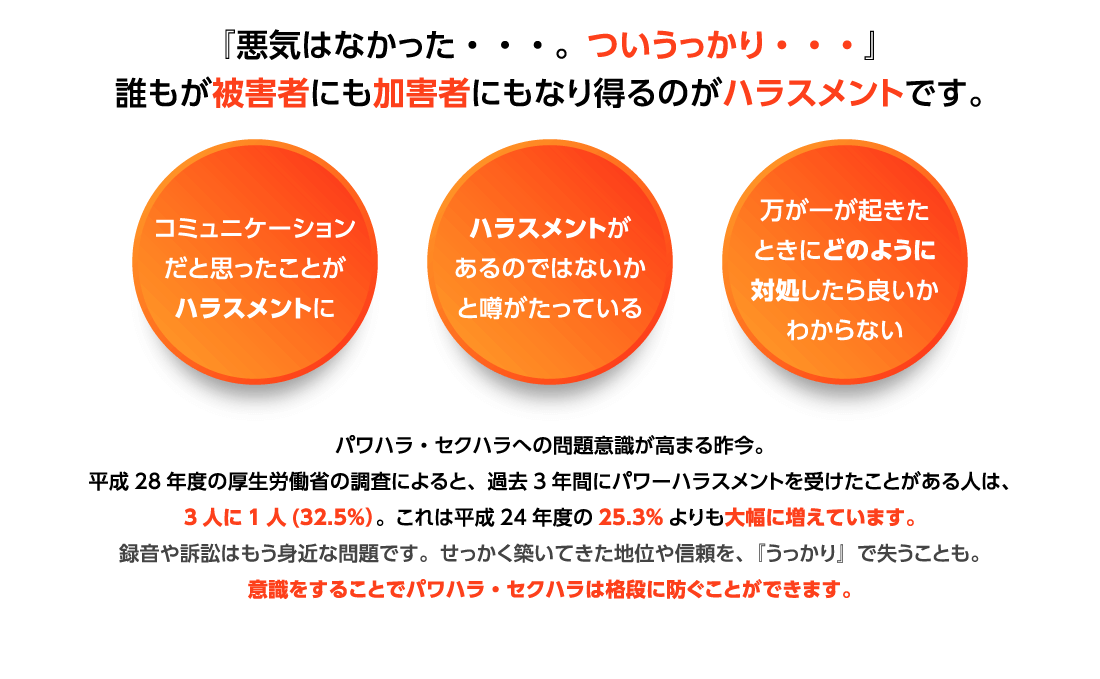 『悪気はなかった・・・。ついうっかり・・・』
誰もが被害者にも加害者にもなり得るのがハラスメントです。
コミュニケーション
だと思ったことが
ハラスメントに
ハラスメントが
あるのではないか
と噂がたっている
万が一が起きた
ときにどのように
対処したら良いか
わからない
パワハラ・セクハラへの問題意識が高まる昨今。
平成 28 年度の厚生労働省の調査によると、過去 3 年間にパワーハラスメントを受けたことがある人は、
3 人に 1 人 (32.5%)。これは平成 24 年度の 25.3% よりも大幅に増えています。
録音や訴訟はもう身近な問題です。せっかく築いてきた地位や信頼を、『うっかり』で失うことも。
意識をすることでパワハラ・セクハラは格段に防ぐことができます。